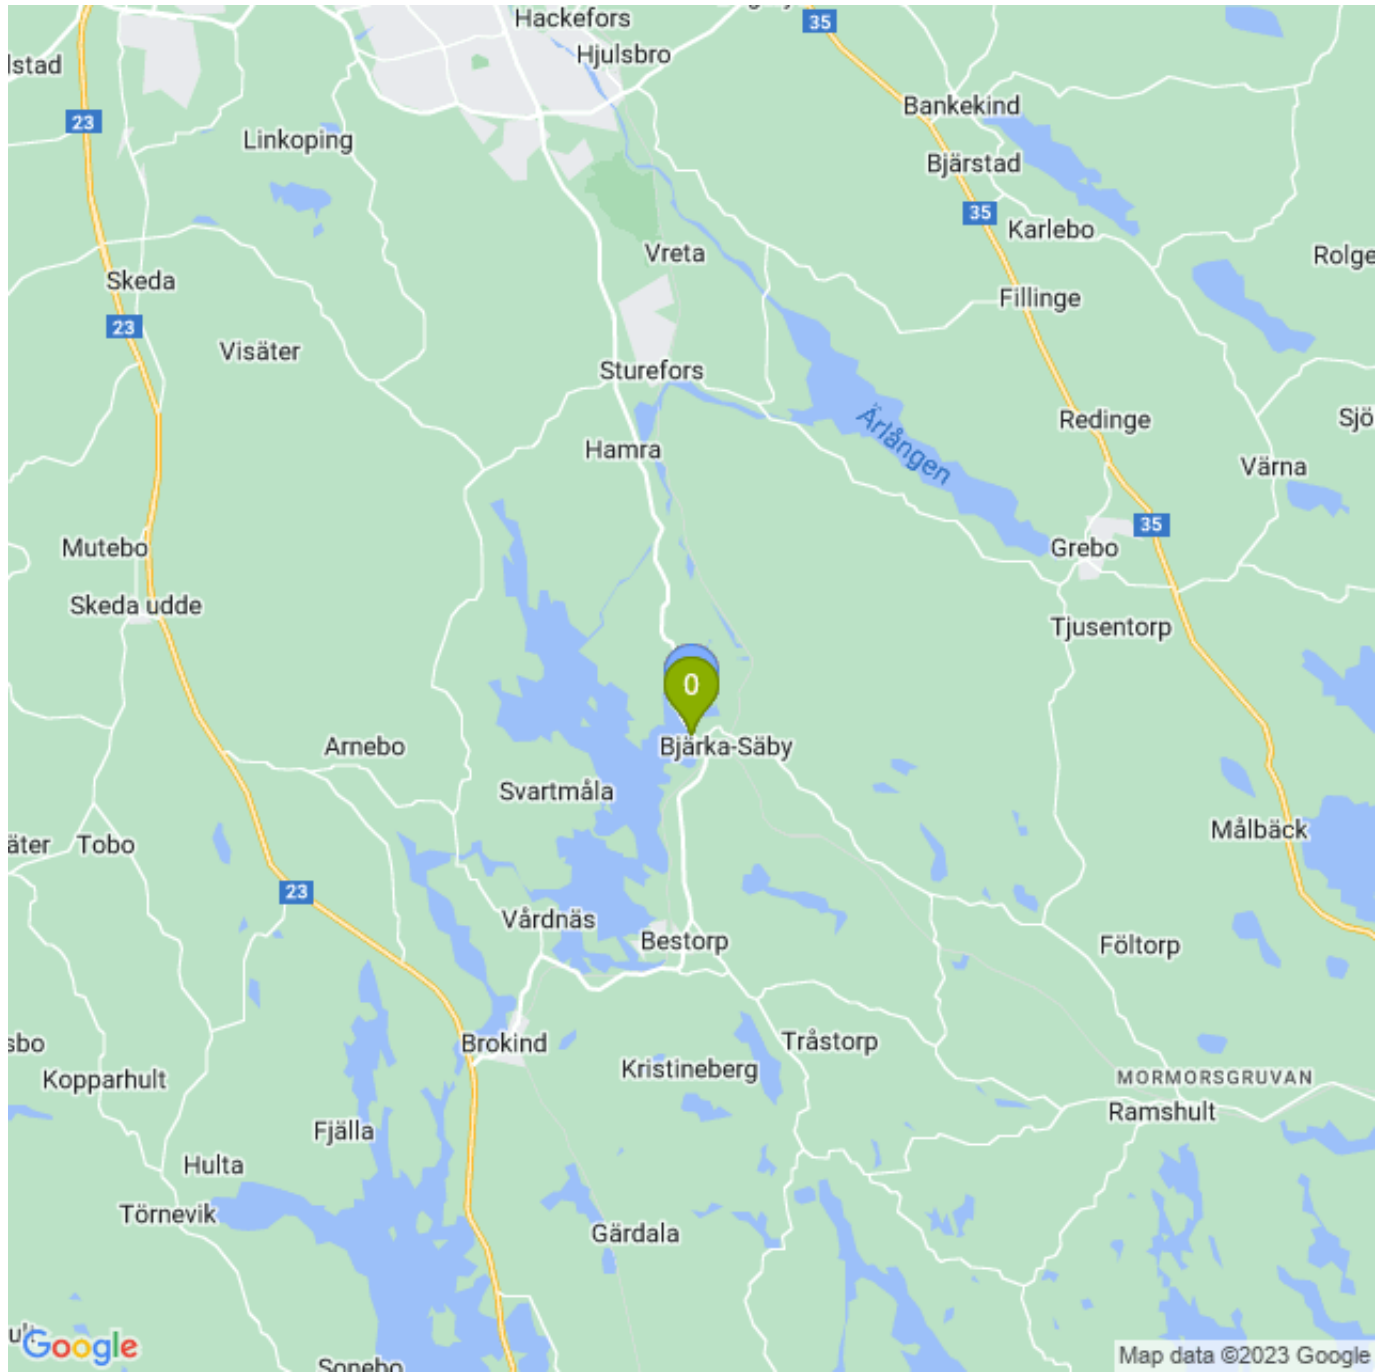 Hackefors
35
Hjulsbro
lstad
Bankekind
23
Linkoping
Bjärstad
35
Karlebo
Vreta
Rolge
Skeda
Fillinge
23
Visäter
Sturefors
Ärlången
Redinge
Sjö
Hamra
Värna
35
Mutebo
Grebo
Skeda udde
Tjusentorp
0
Arnebo
Bjärka-Säby
Svartmåla
Målbäck
äter
Tobo
23
Vårdnäs
Bestorp
Föltorp
sbo
Brokind
Tråstorp
Kristineberg
Kopparhult
MORMORSGRUVAN
Ramshult
Fjälla
Hulta
Törnevik
Gärdala
ult
Google
Sonebo
Map data ©2023 Google